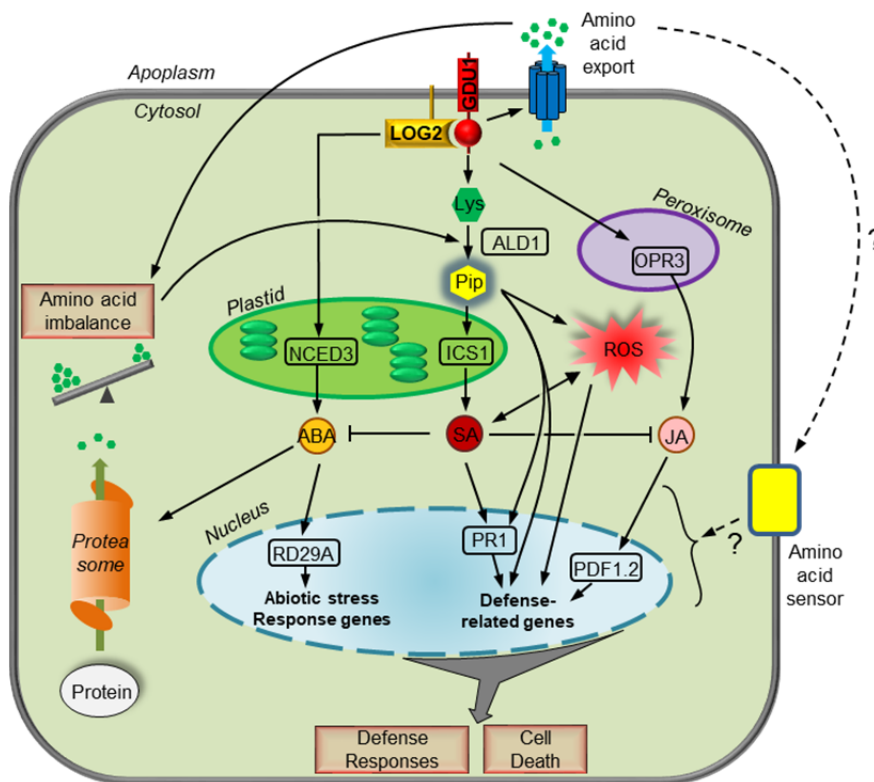 Amino
acid
export
Apoplasm
Cytosol
GDU1
LOG2
Lys
ALD1
Peroxisome
OPR3
?
Pip
Amino acid
imbalance
Plastid
NCED3
ICS1
ROS
ABA
SA
JA
Nucleus
Protea
some
RD29A
PR1
PDF1.2
?
Amino
acid
sensor
Abiotic stress
Response genes
Defense-
related genes
Protein
Defense
Responses
Cell
Death